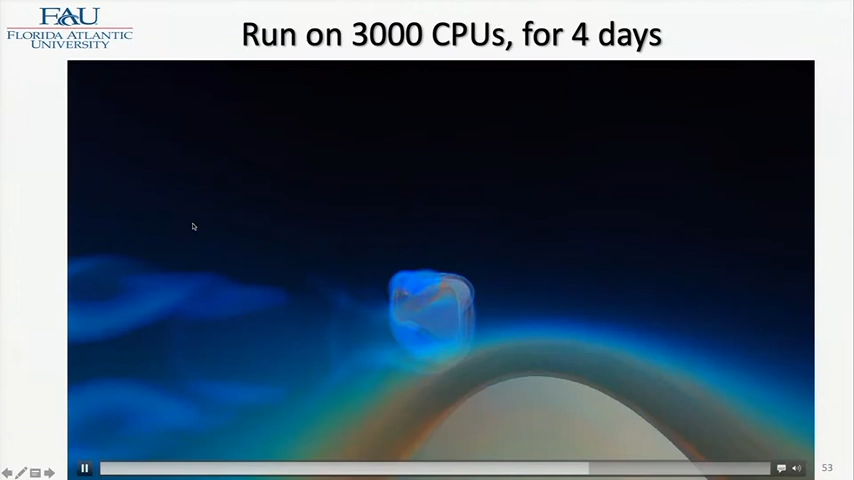 FAU
FLORIDA ATLANTIC
UNIVERSITY
Run on 3000 CPUs, for 4 days
53